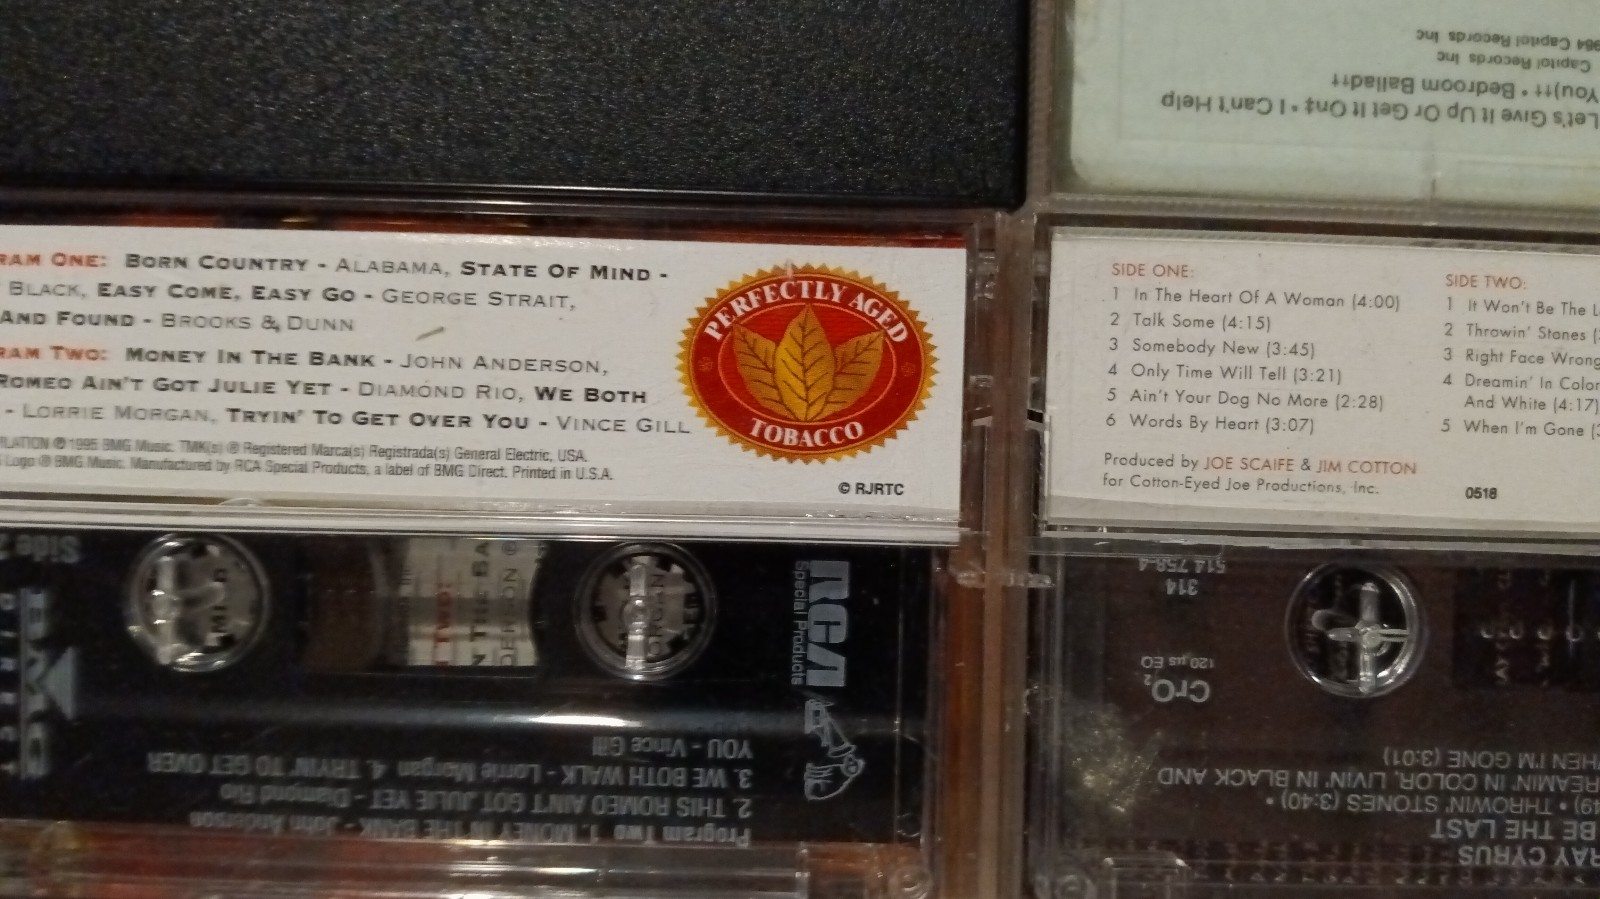 Let's Give It Up Or Get It On‡ • I Can't Help
You)†† • Bedroom Ballad††
Capitol Records Inc
1984 Capitol Records Inc
RAM ONE: BORN COUNTRY - ALABAMA, STATE OF MIND -
BLACK, EASY COME, EASY GO - GEORGE STRAIT,
AND FOUND - BROOKS & DUNN
RAM TWO: MONEY IN THE BANK - JOHN ANDERSON,
ROMEO AIN'T GOT JULIE YET - DIAMOND RIO, WE BOTH
- LORRIE MORGAN, TRYIN' TO GET OVER YOU - VINCE GILL
PILATION ℗ 1995 BMG Music. TMK(s) ® Registered Marca(s) Registrada(s) General Electric, USA.
Logo ® BMG Music. Manufactured by RCA Special Products, a label of BMG Direct. Printed in U.S.A.
PERFECTLY AGED
TOBACCO
© RJRTC
SIDE ONE:
1 In The Heart Of A Woman (4:00)
2 Talk Some (4:15)
3 Somebody New (3:45)
4 Only Time Will Tell (3:21)
5 Ain't Your Dog No More (2:28)
6 Words By Heart (3:07)
SIDE TWO:
1 It Won't Be The L
2 Throwin' Stones (3
3 Right Face Wrong
4 Dreamin' In Color
And White (4:17)
5 When I'm Gone (3
Produced by JOE SCAIFE & JIM COTTON
for Cotton-Eyed Joe Productions, Inc.
0518
Side 2
BMG
DIRECT
RCA
Special Products
Program Two 1. MONEY IN THE BANK - John Anderson
2. THIS ROMEO AIN'T GOT JULIE YET - Diamond Rio
3. WE BOTH WALK - Lorrie Morgan 4. TRYIN' TO GET OVER
YOU - Vince Gill
RAY CYRUS
BE THE LAST
49) • THROWIN' STONES (3:40) •
REAMIN' IN COLOR, LIVIN' IN BLACK AND
HEN I'M GONE (3:01)
CrO₂
120 µs EQ
314
514 758-4